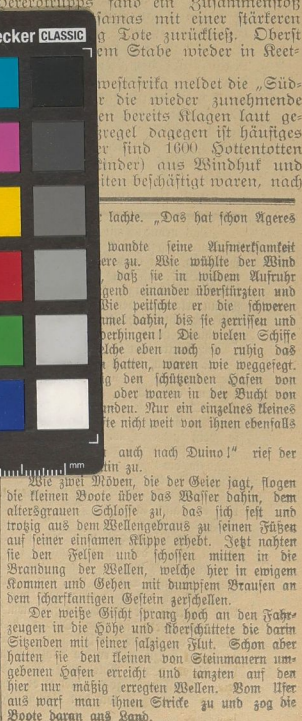 fand ein Zusammenstoß
mit einer stärkeren
g Tote zurückließ. Oberst
em Stabe wieder in Keet-
westafrika meldet die „Süd-
r die wieder zunehmende
en bereits Klagen laut ge-
regel dagegen ist häufiges
er sind 1600 Hottentotten
kinder) aus Windhuk und
iten beschäftigt waren, nach
ecker CLASSIC
lachte. „Das hat schon Ageres
wandte seine Aufmerksamkeit
ere zu. Wie wühlte der Wind
, daß sie in wildem Aufruhr
gend einander überstürzten und
Wie peitschte er die schweren
mel dahin, bis sie zerrissen und
perhingen! Die vielen Schiffe
elche eben noch so ruhig das
n hatten, waren wie weggefegt.
ig den schützenden Hafen von
oder waren in der Bucht von
unden. Nur ein einzelnes kleines
fte nicht weit von ihnen ebenfalls
auch nach Duino!“ rief der
tin zu.
mm
Wie zwei Möven, die der Geier jagt, flogen
die kleinen Boote über das Wasser dahin, dem
altersgrauen Schlosse zu, das sich fest und
trotzig aus dem Wellengebraus zu seinen Füßen
auf seiner einsamen Klippe erhebt. Jetzt nahten
sie den Felsen und schossen mitten in die
Brandung der Wellen, welche hier in ewigem
Kommen und Gehen mit dumpfem Brausen an
dem scharfkantigen Gestein zerschellen.
Der weiße Gischt sprang hoch an den Fahr-
zeugen in die Höhe und überschüttete die darin
Sitzenden mit seiner salzigen Flut. Schon aber
hatten sie den kleinen von Steinmauern um-
gebenen Hafen erreicht und tanzten auf den
hier nur mäßig erregten Wellen. Vom Ufer
aus warf man ihnen Stricke zu und zog die
Boote daran ans Land.